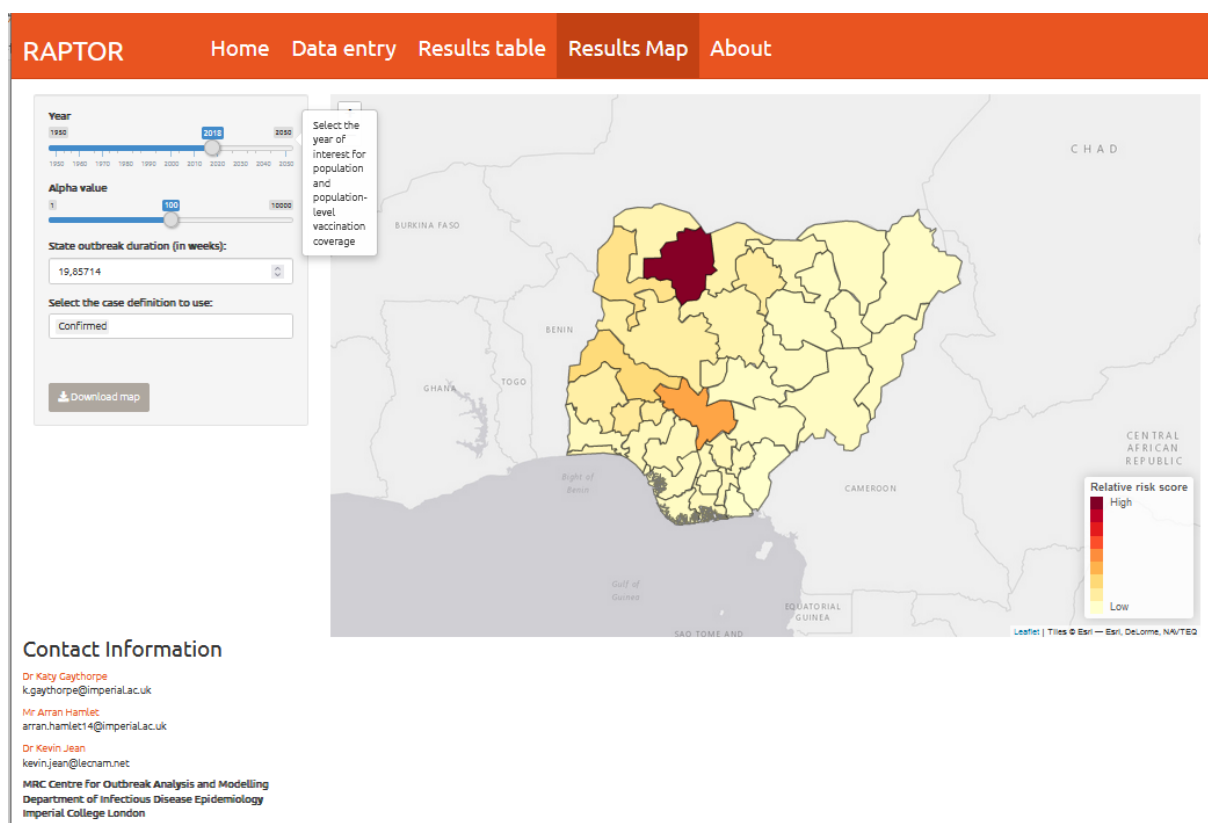 RAPTOR Home Data entry Results table Results Map About
Year
1950 2018 2050
1950 1960 1970 1980 1990 2000 2010 2020 2030 2040 2050
Alpha value
1 100 10000
State outbreak duration (in weeks):
19,85714
Select the case definition to use:
Confirmed
Download map
Select the
year of
interest for
population
and
population-
level
vaccination
coverage
CHAD
BURKINA FASO
BENIN
GHANA
TOGO
CENTRAL
AFRICAN
REPUBLIC
Bight of
Benin
CAMEROON
Gulf of
Guinea
EQUATORIAL
GUINEA
SAO TOME AND
Relative risk score
High
Low
Leaflet | Tiles © Esri — Esri, DeLorme, NAVTEQ
Contact Information
Dr Katy Gaythorpe
k.gaythorpe@imperial.ac.uk
Mr Arran Hamlet
arran.hamlet14@imperial.ac.uk
Dr Kevin Jean
kevin.jean@lecnam.net
MRC Centre for Outbreak Analysis and Modelling
Department of Infectious Disease Epidemiology
Imperial College London